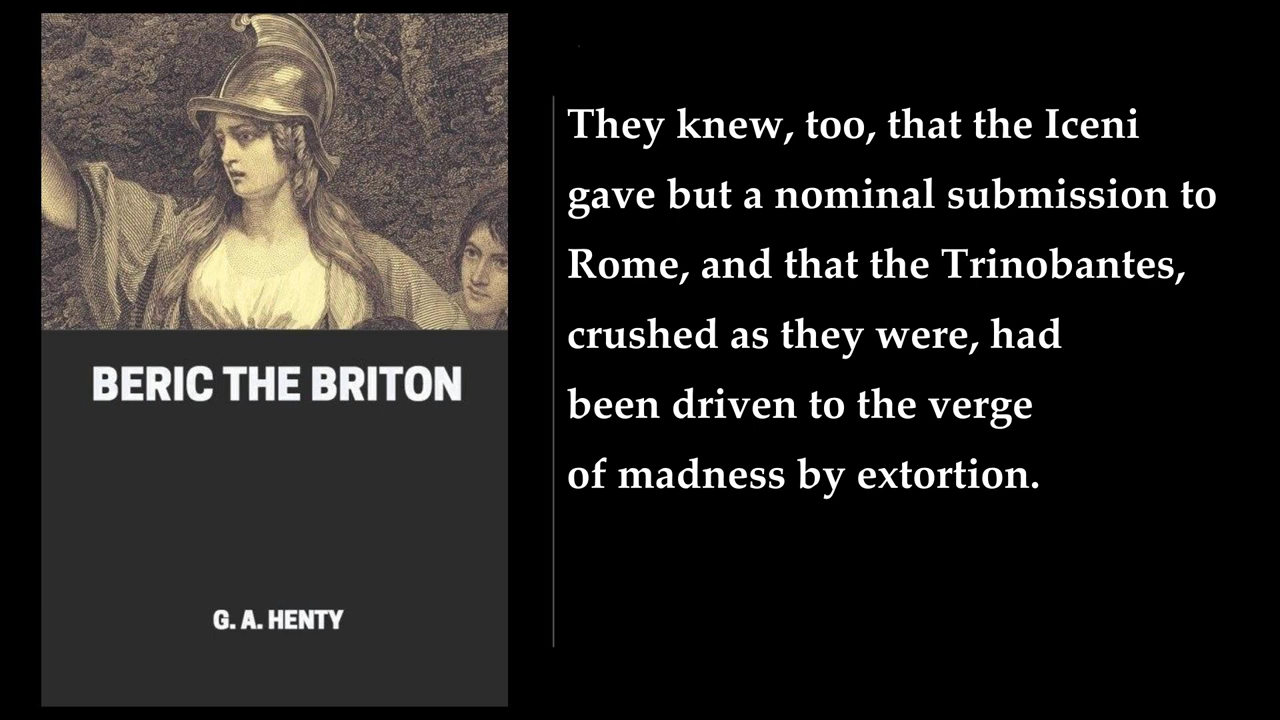 BERIC THE BRITON
G. A. HENTY
They knew, too, that the Iceni
gave but a nominal submission to
Rome, and that the Trinobantes,
crushed as they were, had
been driven to the verge
of madness by extortion.